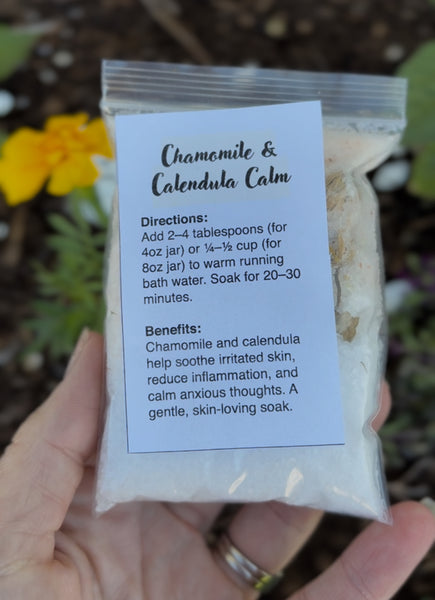 Chamomile &
Calendula Calm
Directions:
Add 2–4 tablespoons (for
4oz jar) or ¼–½ cup (for
8oz jar) to warm running
bath water. Soak for 20–30
minutes.
Benefits:
Chamomile and calendula
help soothe irritated skin,
reduce inflammation, and
calm anxious thoughts. A
gentle, skin-loving soak.